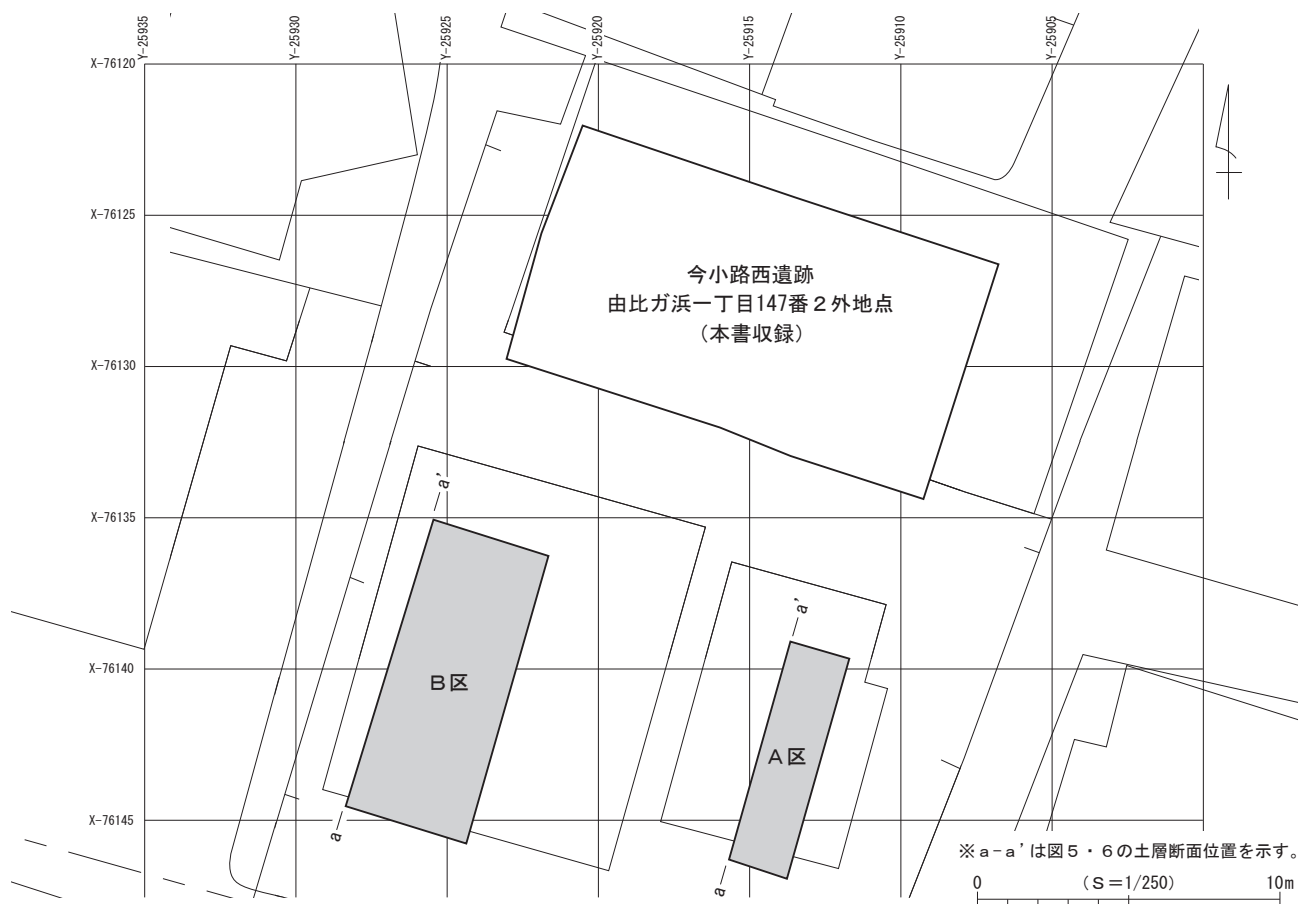 Y-25935
Y-25930
Y-25925
Y-25920
Y-25915
Y-25910
Y-25905
X-76120
X-76125
X-76130
X-76135
X-76140
X-76145
今小路西遺跡
由比ガ浜一丁目147番2外地点
(本書収録)
a'
a'
B区
A区
a
a
※a-a'は図5・6の土層断面位置を示す。
0 (S=1/250) 10m